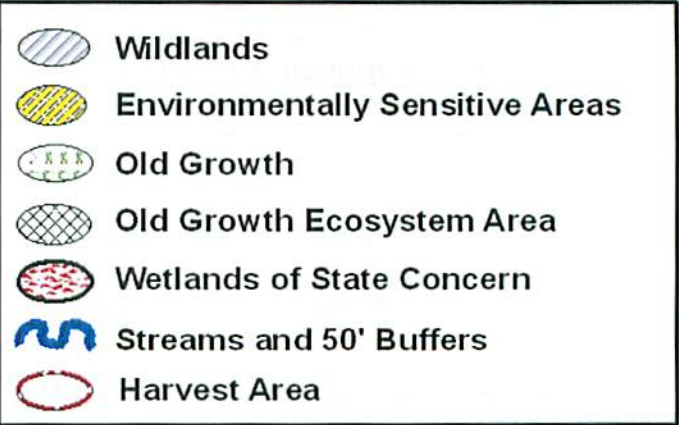 Wildlands
Environmentally Sensitive Areas
Old Growth
Old Growth Ecosystem Area
Wetlands of State Concern
Streams and 50' Buffers
Harvest Area